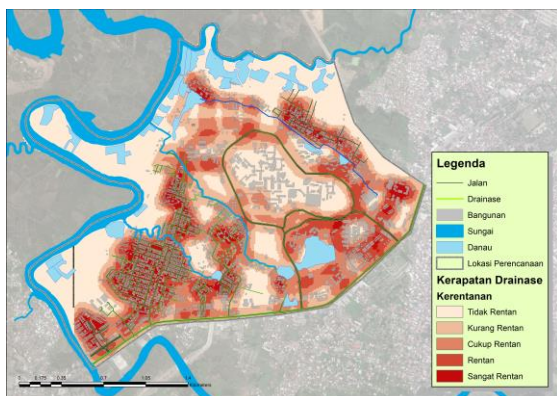 Legenda
Jalan
Drainase
Bangunan
Sungai
Danau
Lokasi Perencanaan
Kerapatan Drainase
Kerentanan
Tidak Rentan
Kurang Rentan
Cukup Rentan
Rentan
Sangat Rentan